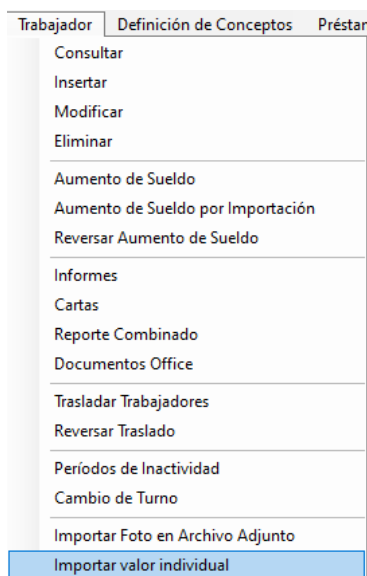 Trabajador Definición de Conceptos Préstar
Consultar
Insertar
Modificar
Eliminar
Aumento de Sueldo
Aumento de Sueldo por Importación
Reversar Aumento de Sueldo
Informes
Cartas
Reporte Combinado
Documentos Office
Trasladar Trabajadores
Reversar Traslado
Períodos de Inactividad
Cambio de Turno
Importar Foto en Archivo Adjunto
Importar valor individual